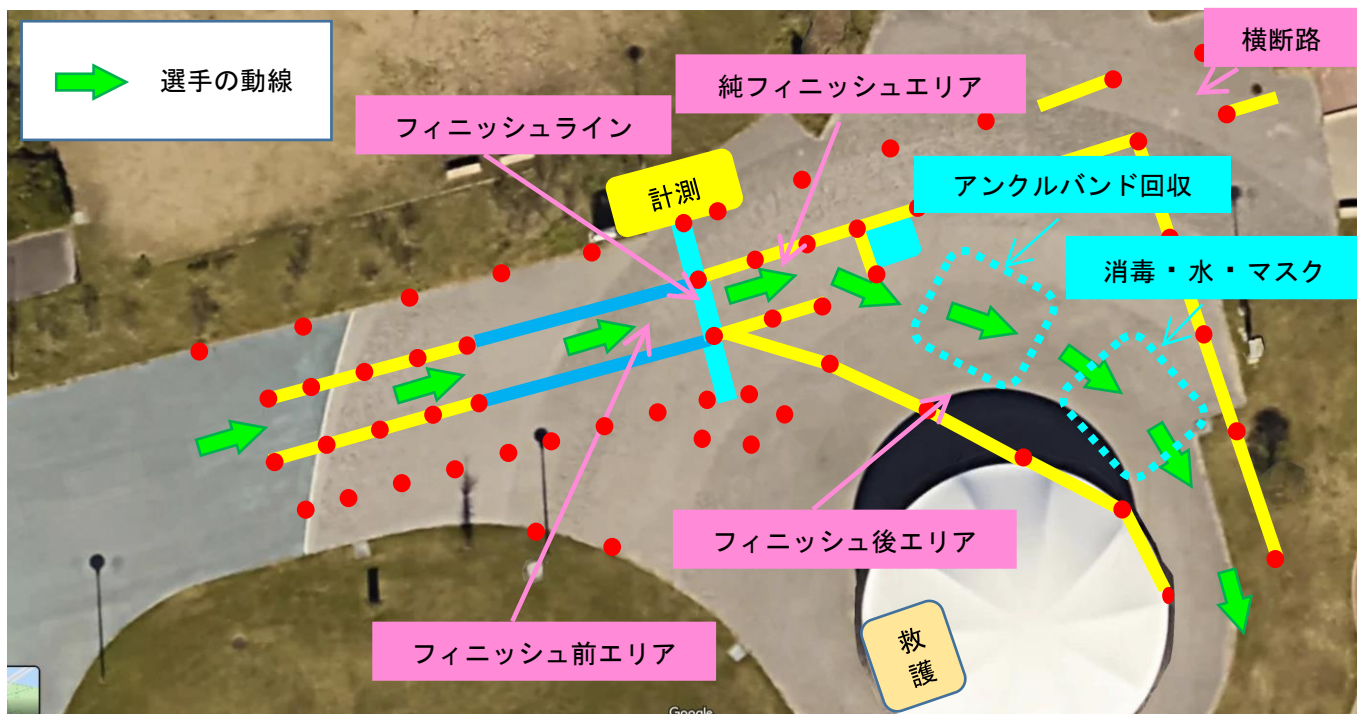 選手の動線
横断路
純フィニッシュエリア
フィニッシュライン
計測
アンクルバンド回収
消毒・水・マスク
フィニッシュ後エリア
フィニッシュ前エリア
救
護
Google